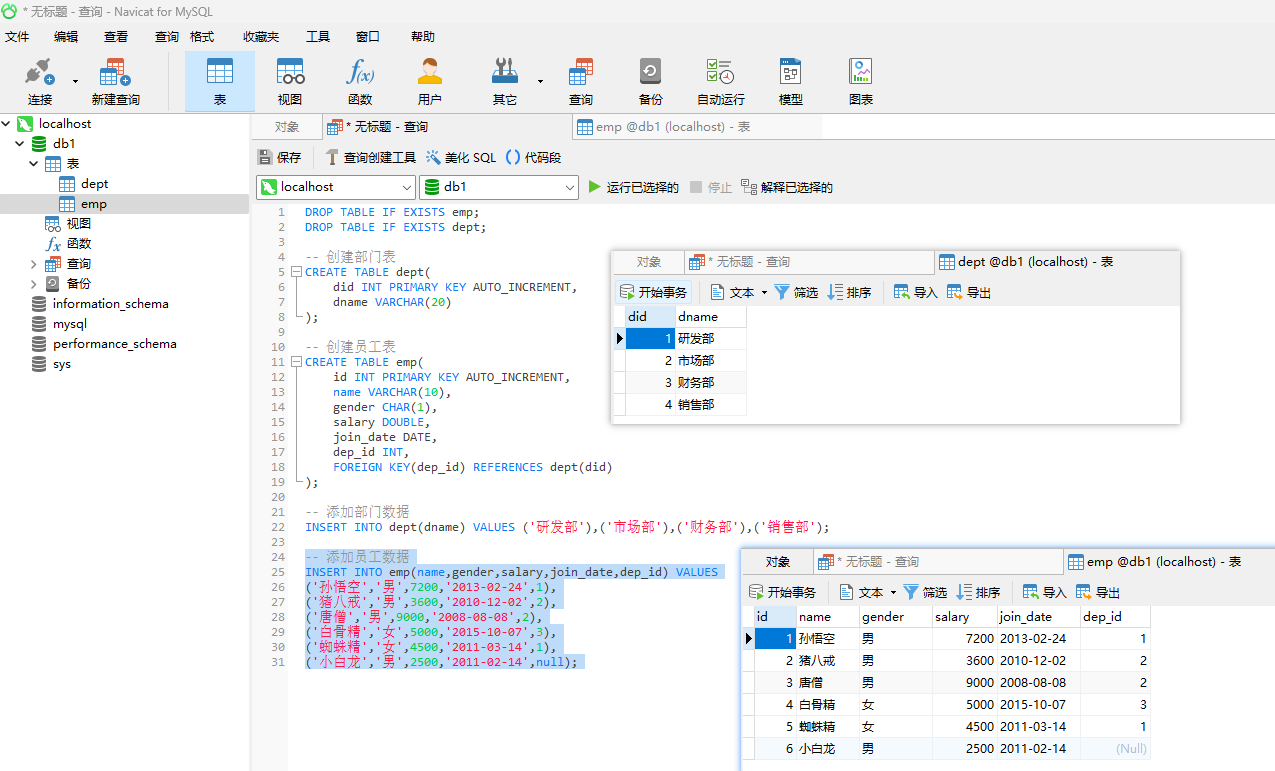 * 无标题 - 查询 - Navicat for MySQL
文件 编辑 查看 查询 格式 收藏夹 工具 窗口 帮助
连接 新建查询 表 视图 函数 用户 其它 查询 备份 自动运行 模型 图表
localhost
db1
表
dept
emp
视图
函数
查询
备份
information_schema
mysql
performance_schema
sys
对象 * 无标题 - 查询 emp @db1 (localhost) - 表
保存 查询创建工具 美化 SQL 代码段
localhost db1 运行已选择的 停止 解释已选择的
1 DROP TABLE IF EXISTS emp;
2 DROP TABLE IF EXISTS dept;
3
4 -- 创建部门表
5 CREATE TABLE dept(
6 did INT PRIMARY KEY AUTO_INCREMENT,
7 dname VARCHAR(20)
8 );
9
10 -- 创建员工表
11 CREATE TABLE emp(
12 id INT PRIMARY KEY AUTO_INCREMENT,
13 name VARCHAR(10),
14 gender CHAR(1),
15 salary DOUBLE,
16 join_date DATE,
17 dep_id INT,
18 FOREIGN KEY(dep_id) REFERENCES dept(did)
19 );
20
21 -- 添加部门数据
22 INSERT INTO dept(dname) VALUES ('研发部'),('市场部'),('财务部'),('销售部');
23
24 -- 添加员工数据
25 INSERT INTO emp(name,gender,salary,join_date,dep_id) VALUES
26 ('孙悟空','男',7200,'2013-02-24',1),
27 ('猪八戒','男',3600,'2010-12-02',2),
28 ('唐僧','男',9000,'2008-08-08',2),
29 ('白骨精','女',5000,'2015-10-07',3),
30 ('蜘蛛精','女',4500,'2011-03-14',1),
31 ('小白龙','男',2500,'2011-02-14',null);
对象 * 无标题 - 查询 dept @db1 (localhost) - 表
开始事务 文本 筛选 排序 导入 导出
did dname
1 研发部
2 市场部
3 财务部
4 销售部
对象 * 无标题 - 查询 emp @db1 (localhost) - 表
开始事务 文本 筛选 排序 导入 导出
id name gender salary join_date dep_id
1 孙悟空 男 7200 2013-02-24 1
2 猪八戒 男 3600 2010-12-02 2
3 唐僧 男 9000 2008-08-08 2
4 白骨精 女 5000 2015-10-07 3
5 蜘蛛精 女 4500 2011-03-14 1
6 小白龙 男 2500 2011-02-14 (Null)